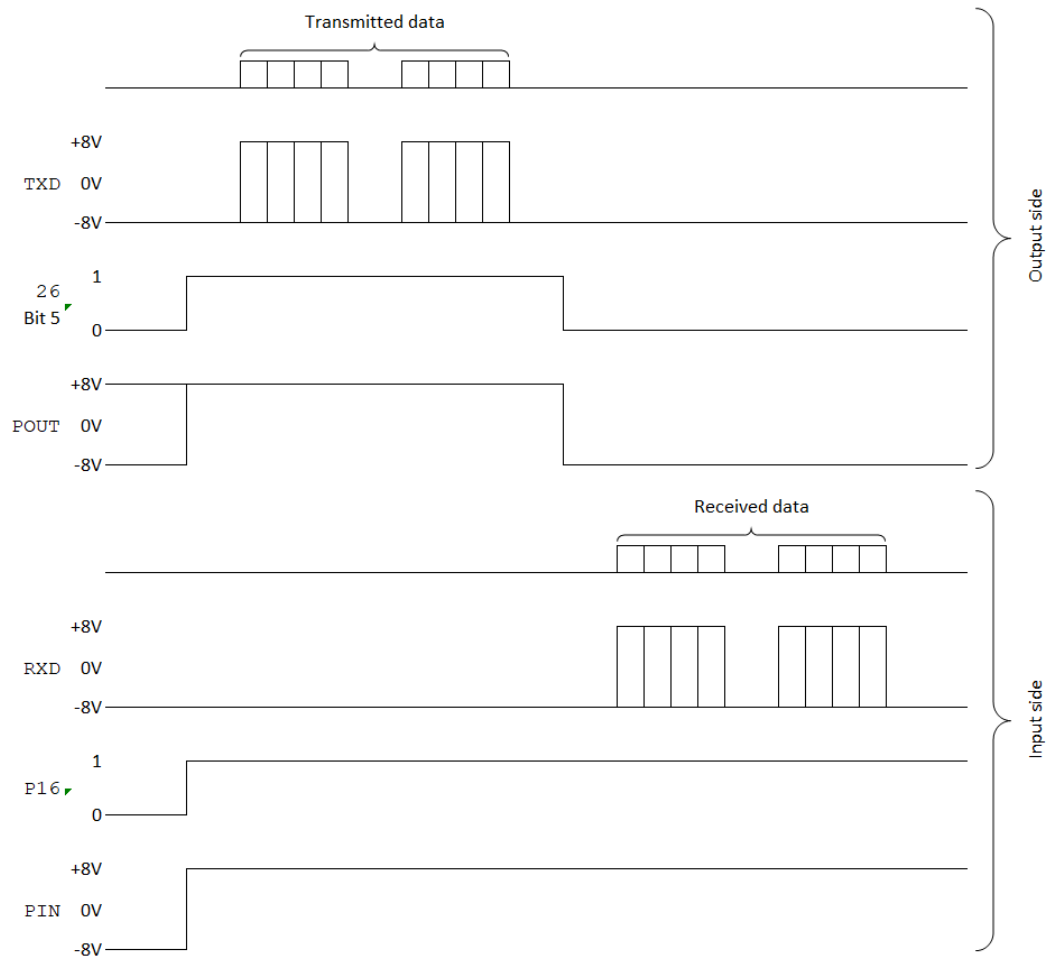 Transmitted data
+8V
TXD 0V
-8V
1
26
Bit 5
0
+8V
POUT 0V
-8V
Output side
Received data
+8V
RXD 0V
-8V
1
P16
0
+8V
PIN 0V
-8V
Input side